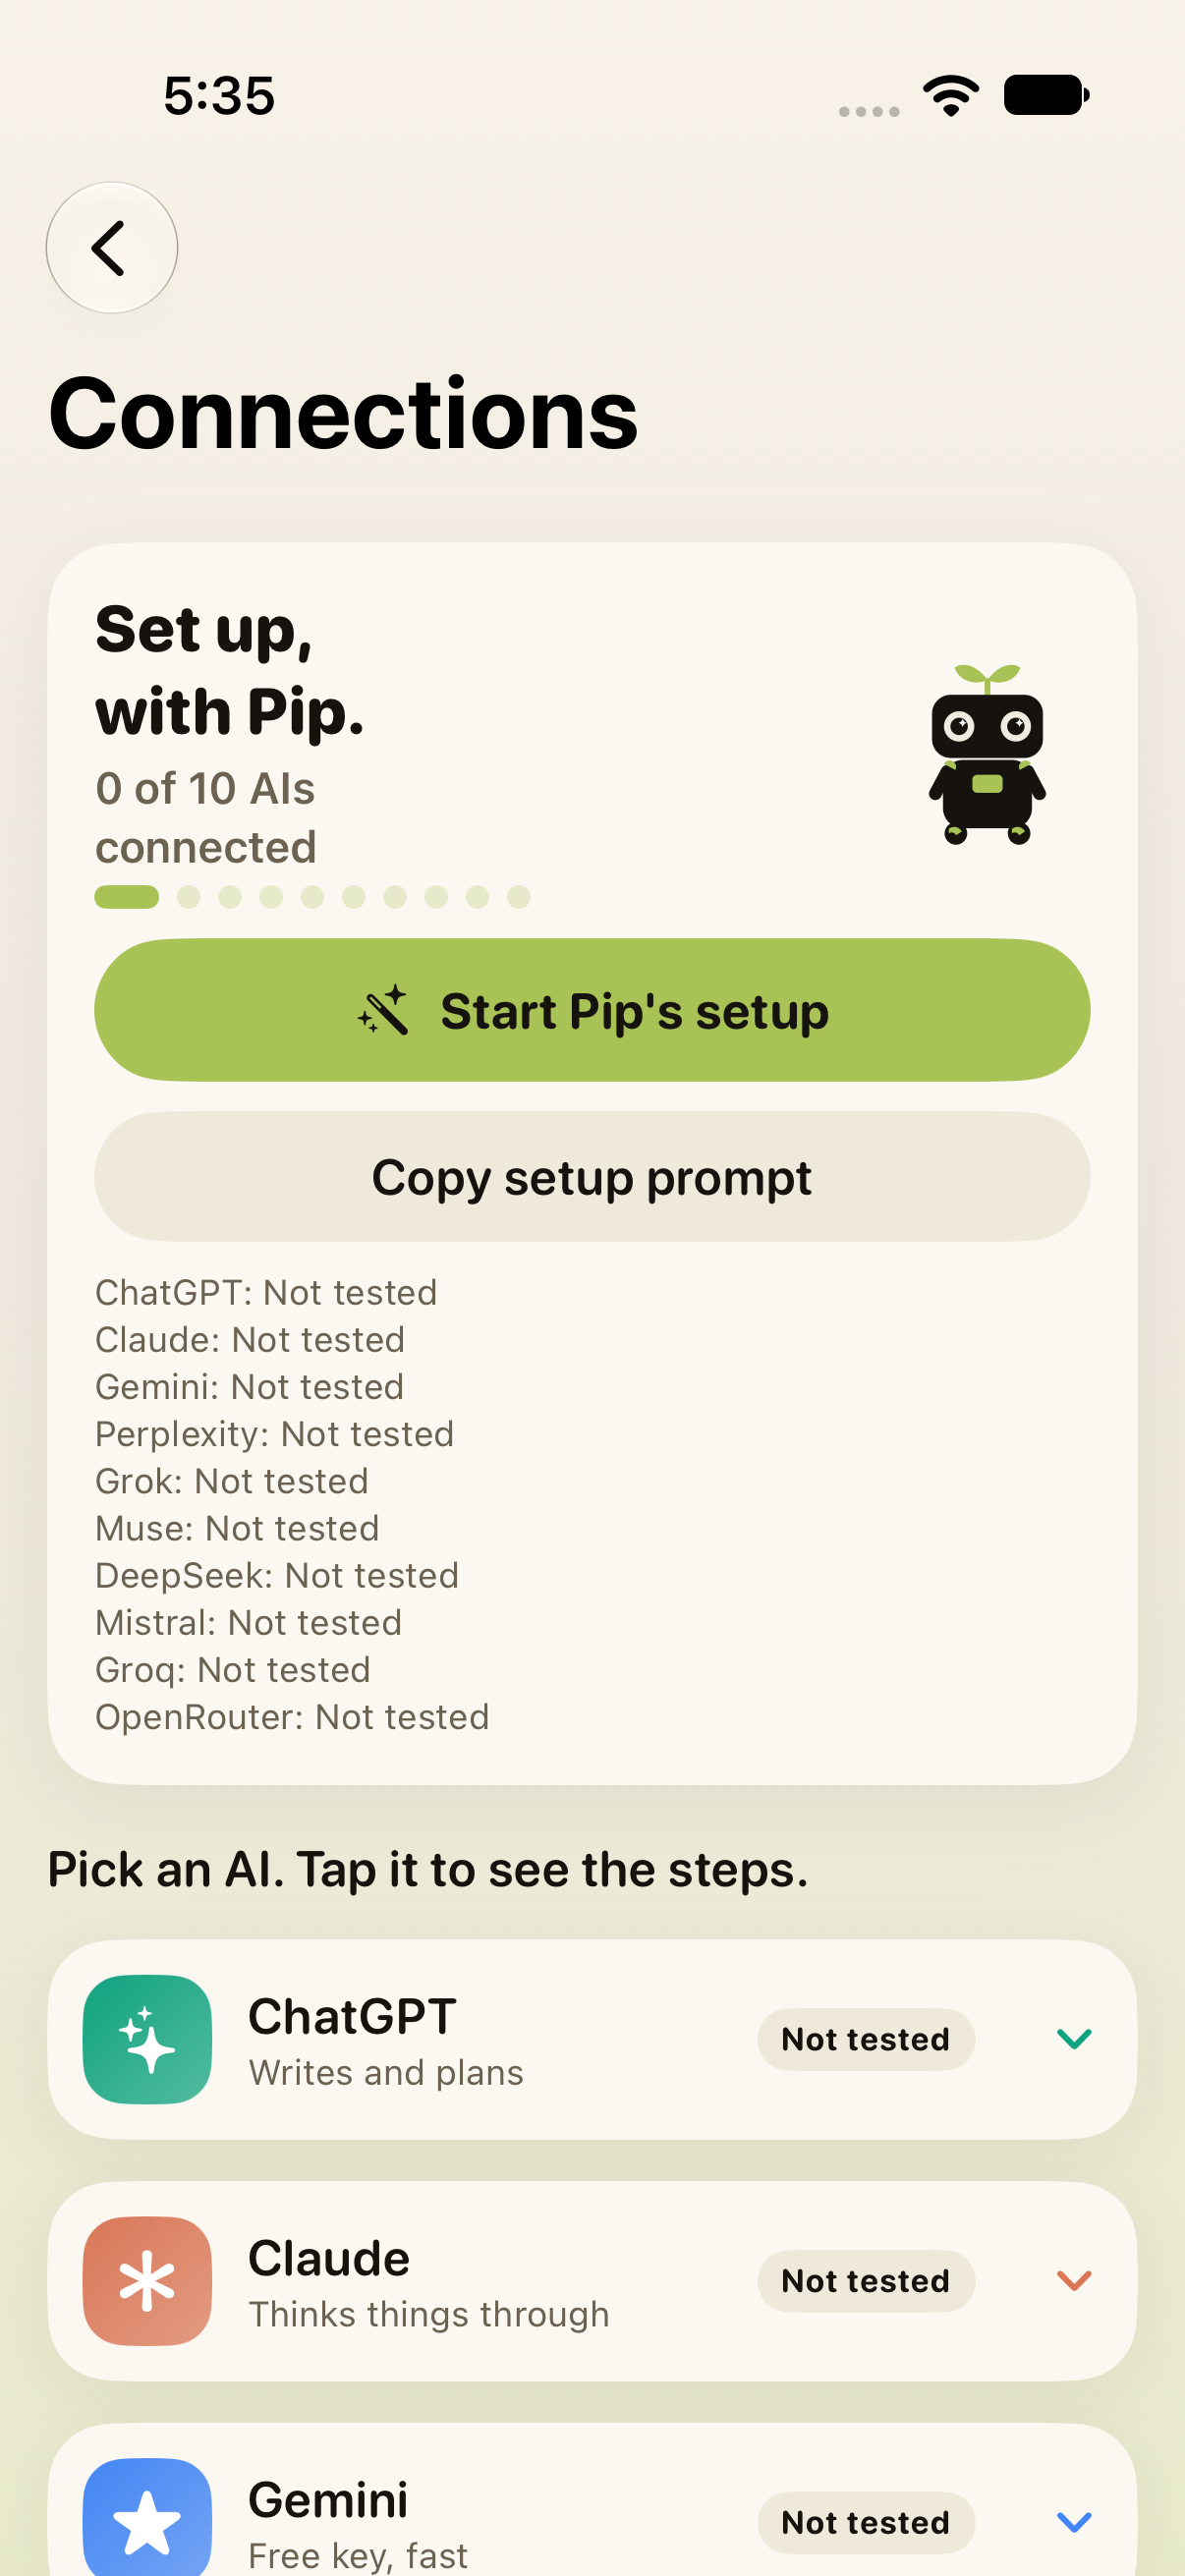 5:35
Connections
Set up,
with Pip.
0 of 10 AIs
connected
Start Pip's setup
Copy setup prompt
ChatGPT: Not tested
Claude: Not tested
Gemini: Not tested
Perplexity: Not tested
Grok: Not tested
Muse: Not tested
DeepSeek: Not tested
Mistral: Not tested
Groq: Not tested
OpenRouter: Not tested
Pick an AI. Tap it to see the steps.
ChatGPT
Writes and plans
Not tested
Claude
Thinks things through
Not tested
Gemini
Free key, fast
Not tested